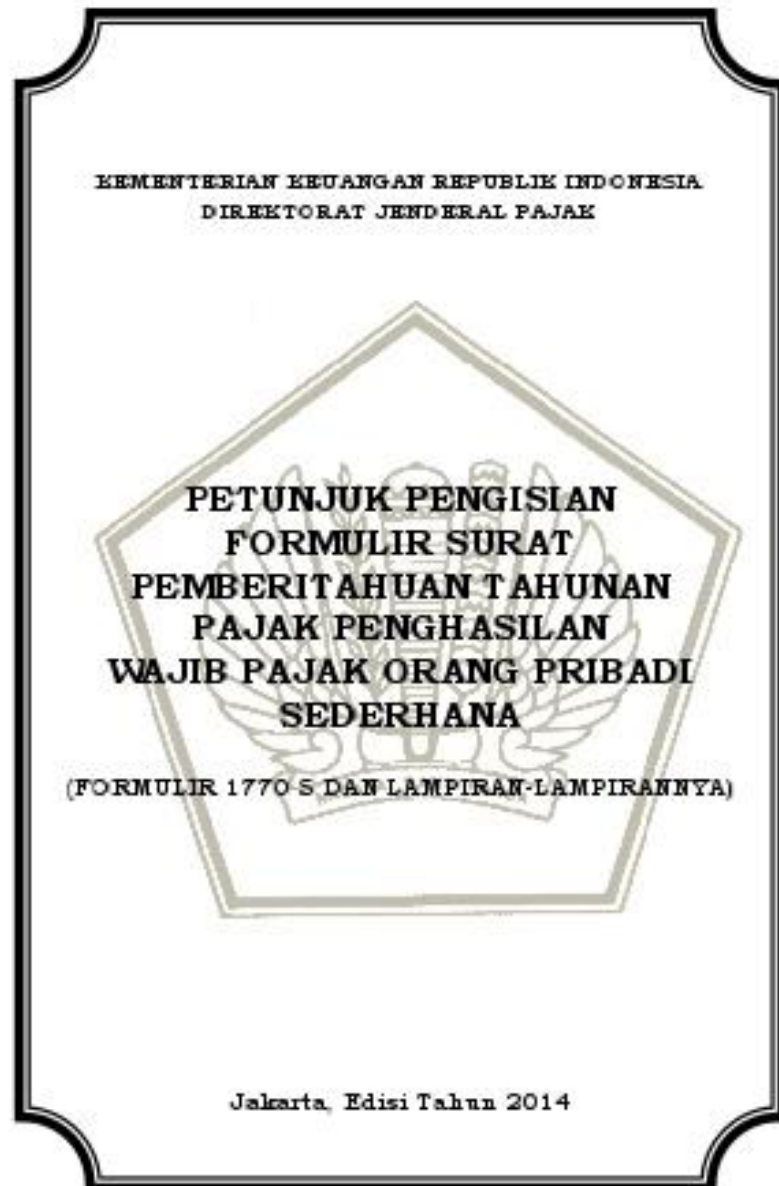 KEMENTERIAN KEUANGAN REPUBLIK INDONESIA
DIREKTORAT JENDERAL PAJAK
PETUNJUK PENGISIAN
FORMULIR SURAT
PEMBERITAHUAN TAHUNAN
PAJAK PENGHASILAN
WAJIB PAJAK ORANG PRIBADI
SEDERHANA
(FORMULIR 1770 S DAN LAMPIRAN-LAMPIRANNYA)
Jakarta, Edisi Tahun 2014